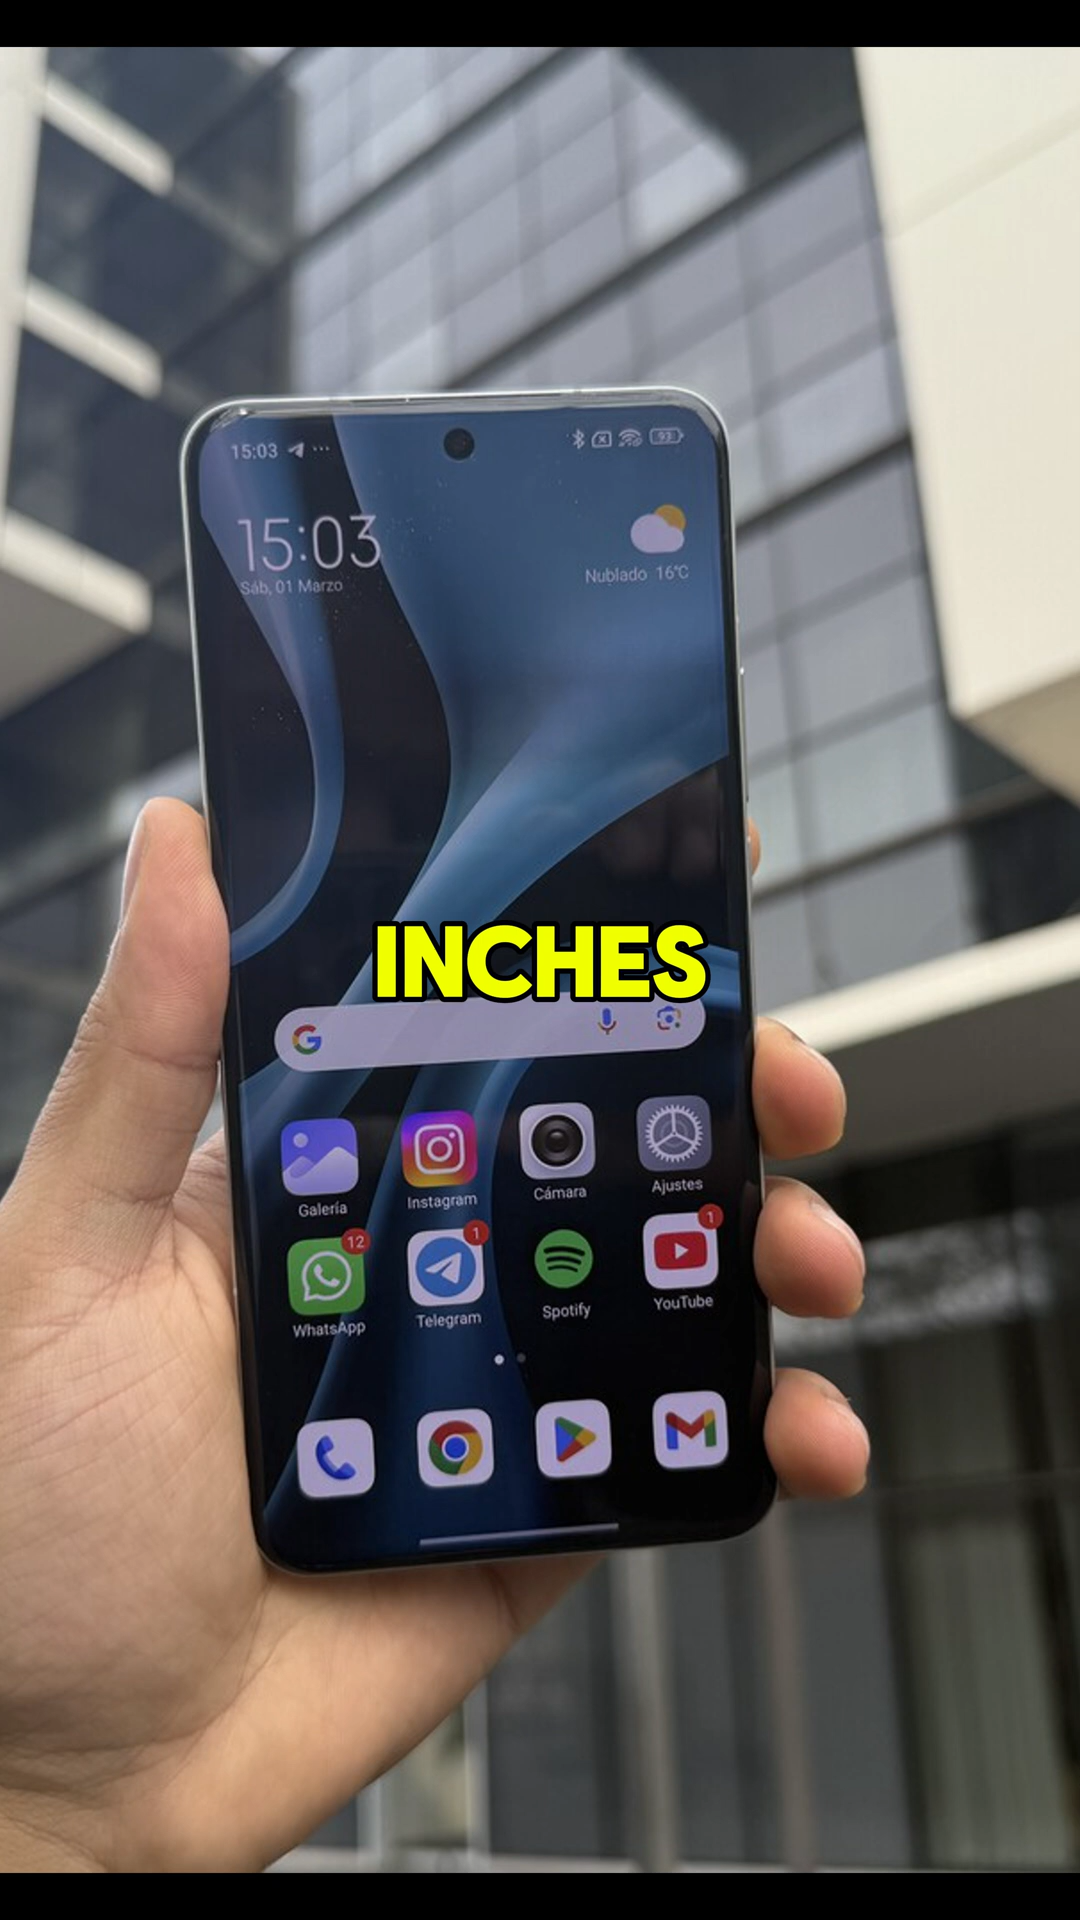 15:03
93
15:03
Sáb, 01 Marzo
Nublado 16°C
INCHES
Galería
Instagram
Cámara
Ajustes
12
1
1
WhatsApp
Telegram
Spotify
YouTube